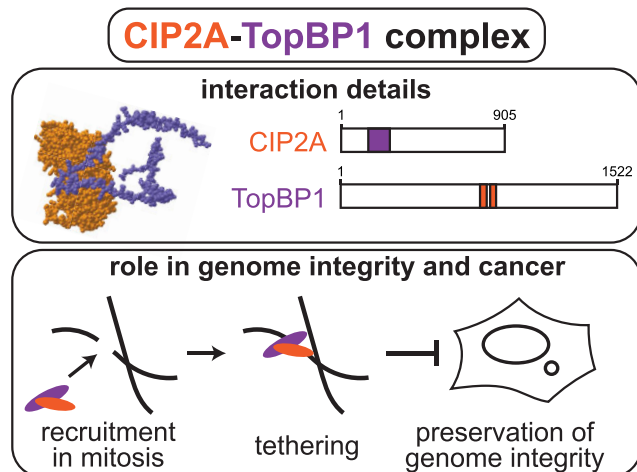 CIP2A-TopBP1 complex
interaction details
1 905
CIP2A
1 1522
TopBP1
role in genome integrity and cancer
recruitment
in mitosis
tethering
preservation of
genome integrity